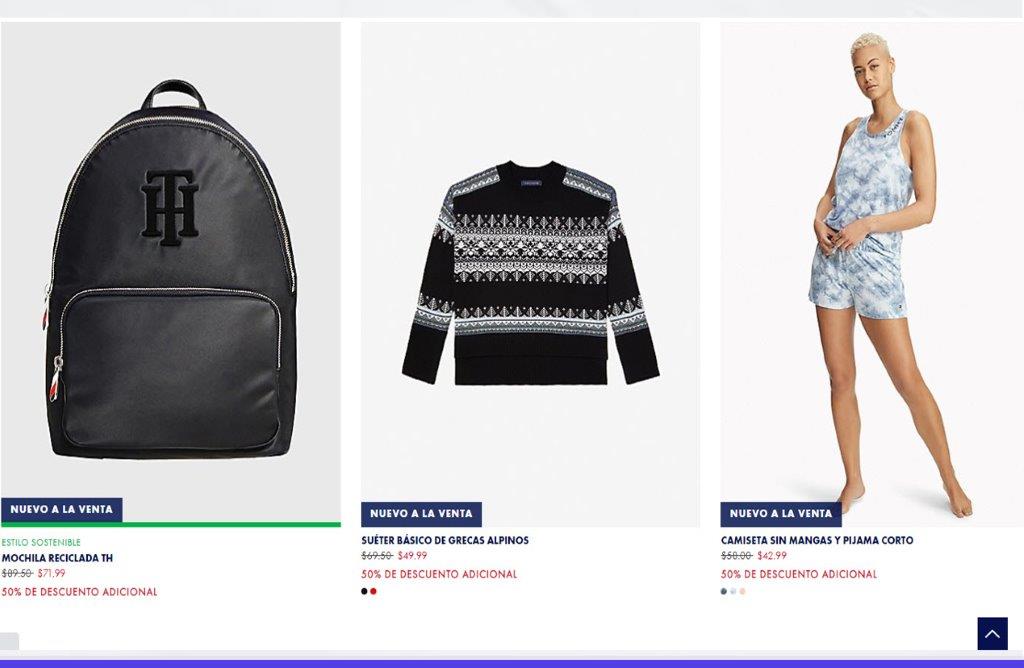 TH
NUEVO A LA VENTA
ESTILO SOSTENIBLE
MOCHILA RECICLADA TH
$89.50 $71.99
50% DE DESCUENTO ADICIONAL
NUEVO A LA VENTA
SUÉTER BÁSICO DE GRECAS ALPINOS
$69.50 $49.99
50% DE DESCUENTO ADICIONAL
NUEVO A LA VENTA
CAMISETA SIN MANGAS Y PIJAMA CORTO
$58.00 $42.99
50% DE DESCUENTO ADICIONAL